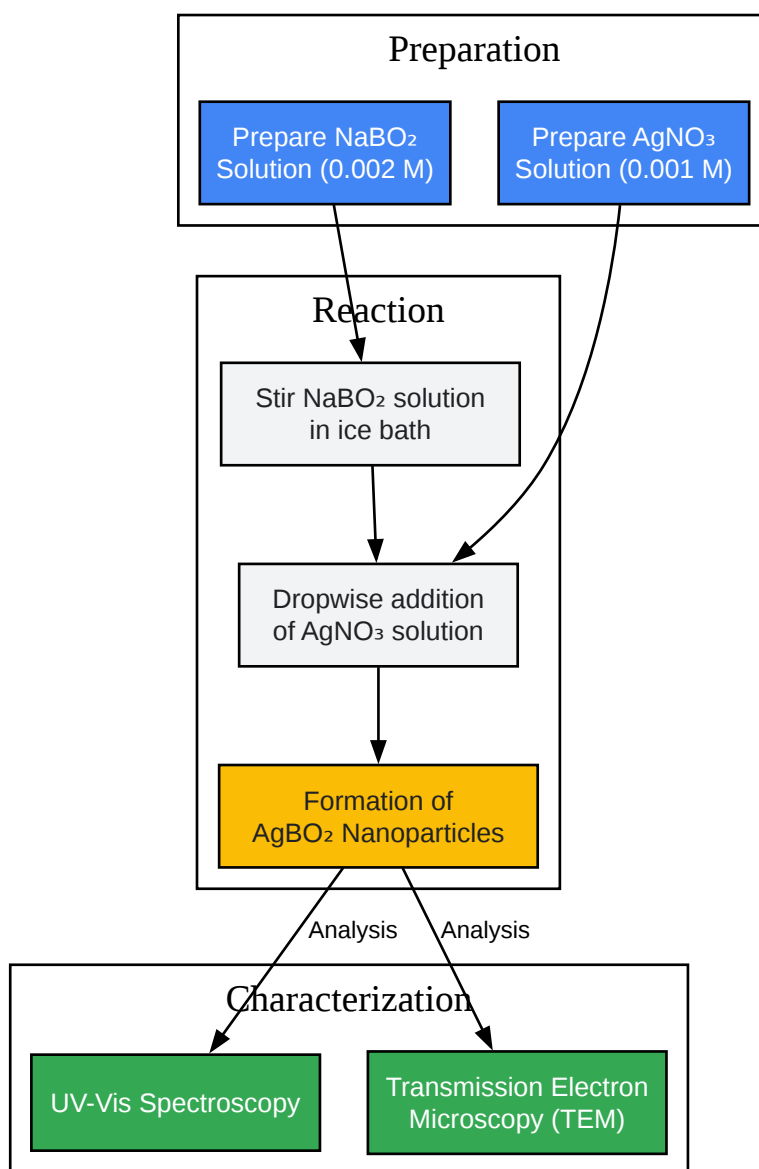 Preparation
Prepare NaBO₂
Solution (0.002 M)
Prepare AgNO₃
Solution (0.001 M)
Reaction
Stir NaBO₂ solution
in ice bath
Dropwise addition
of AgNO₃ solution
Formation of
AgBO₂ Nanoparticles
Analysis
Analysis
Characterization
UV-Vis Spectroscopy
Transmission Electron
Microscopy (TEM)